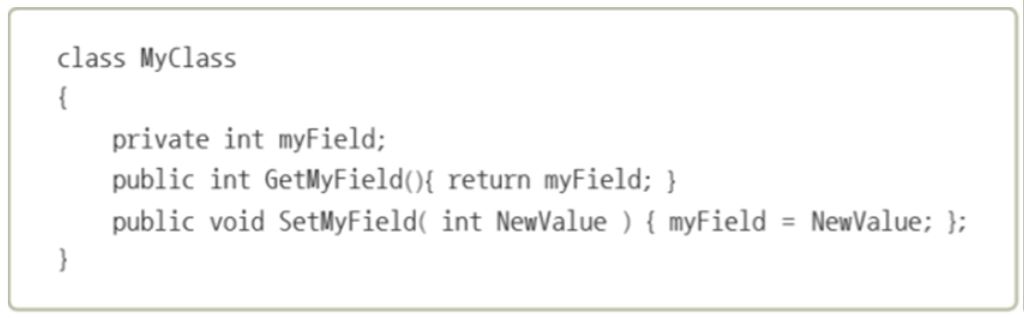 class MyClass
{
private int myField;
public int GetMyField(){ return myField; }
public void SetMyField( int NewValue ) { myField = NewValue; };
}